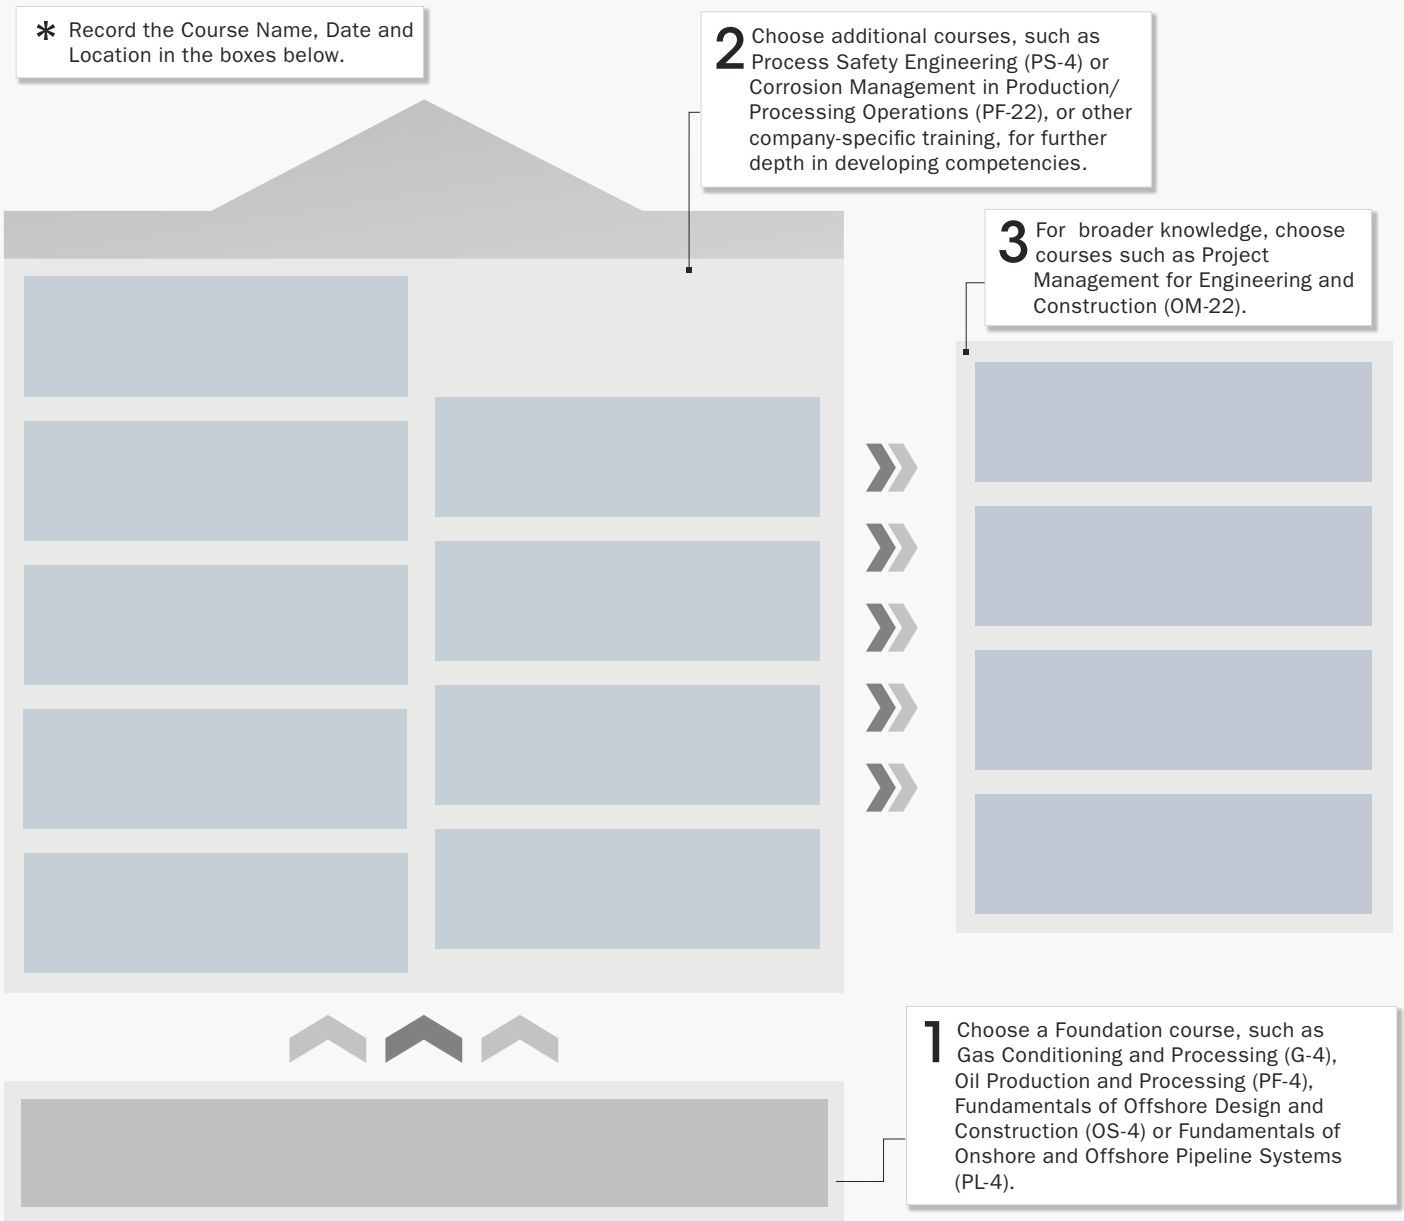 * Record the Course Name, Date and
Location in the boxes below.
2 Choose additional courses, such as
Process Safety Engineering (PS-4) or
Corrosion Management in Production/
Processing Operations (PF-22), or other
company-specific training, for further
depth in developing competencies.
3 For broader knowledge, choose
courses such as Project
Management for Engineering and
Construction (OM-22).
1 Choose a Foundation course, such as
Gas Conditioning and Processing (G-4),
Oil Production and Processing (PF-4),
Fundamentals of Offshore Design and
Construction (OS-4) or Fundamentals of
Onshore and Offshore Pipeline Systems
(PL-4).